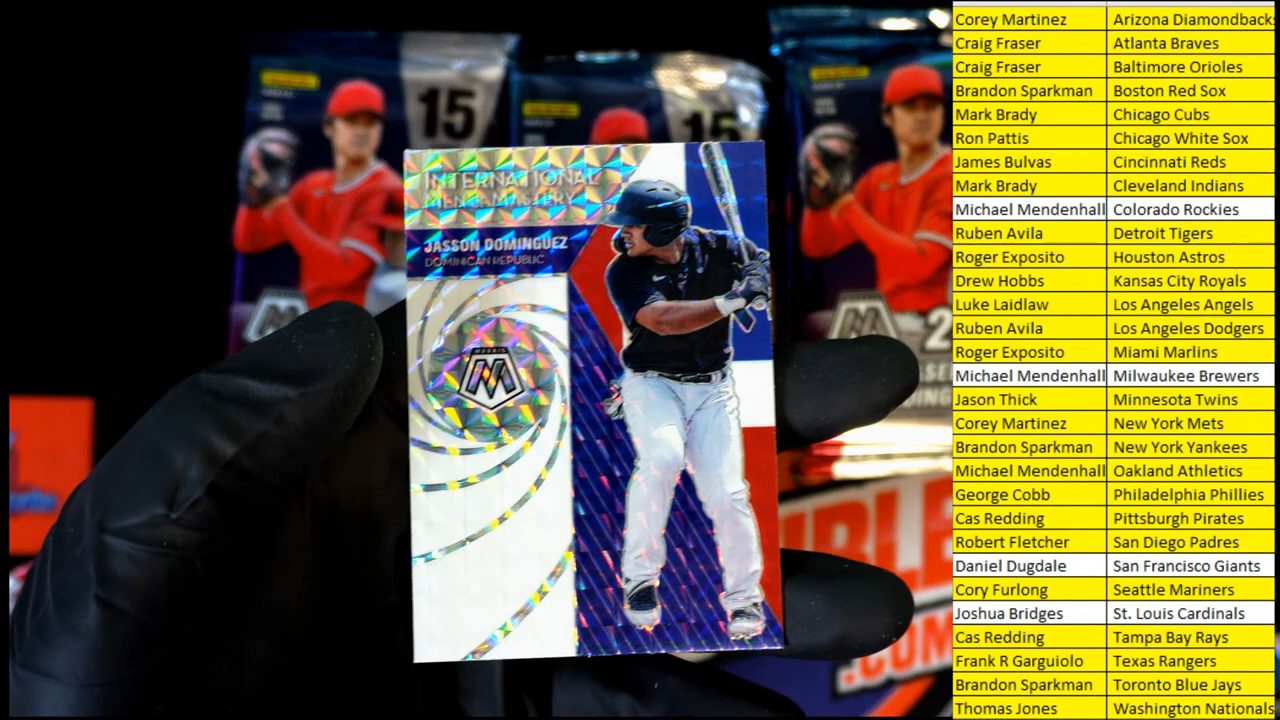 15
15
INTERNATIONAL
MEN OF MASTERY
JASSON DOMINGUEZ
DOMINICAN REPUBLIC
MOSAIC
M
2
.COM
Corey Martinez Arizona Diamondbacks
Craig Fraser Atlanta Braves
Craig Fraser Baltimore Orioles
Brandon Sparkman Boston Red Sox
Mark Brady Chicago Cubs
Ron Pattis Chicago White Sox
James Bulvas Cincinnati Reds
Mark Brady Cleveland Indians
Michael Mendenhall Colorado Rockies
Ruben Avila Detroit Tigers
Roger Exposito Houston Astros
Drew Hobbs Kansas City Royals
Luke Laidlaw Los Angeles Angels
Ruben Avila Los Angeles Dodgers
Roger Exposito Miami Marlins
Michael Mendenhall Milwaukee Brewers
Jason Thick Minnesota Twins
Corey Martinez New York Mets
Brandon Sparkman New York Yankees
Michael Mendenhall Oakland Athletics
George Cobb Philadelphia Phillies
Cas Redding Pittsburgh Pirates
Robert Fletcher San Diego Padres
Daniel Dugdale San Francisco Giants
Cory Furlong Seattle Mariners
Joshua Bridges St. Louis Cardinals
Cas Redding Tampa Bay Rays
Frank R Garguiolo Texas Rangers
Brandon Sparkman Toronto Blue Jays
Thomas Jones Washington Nationals